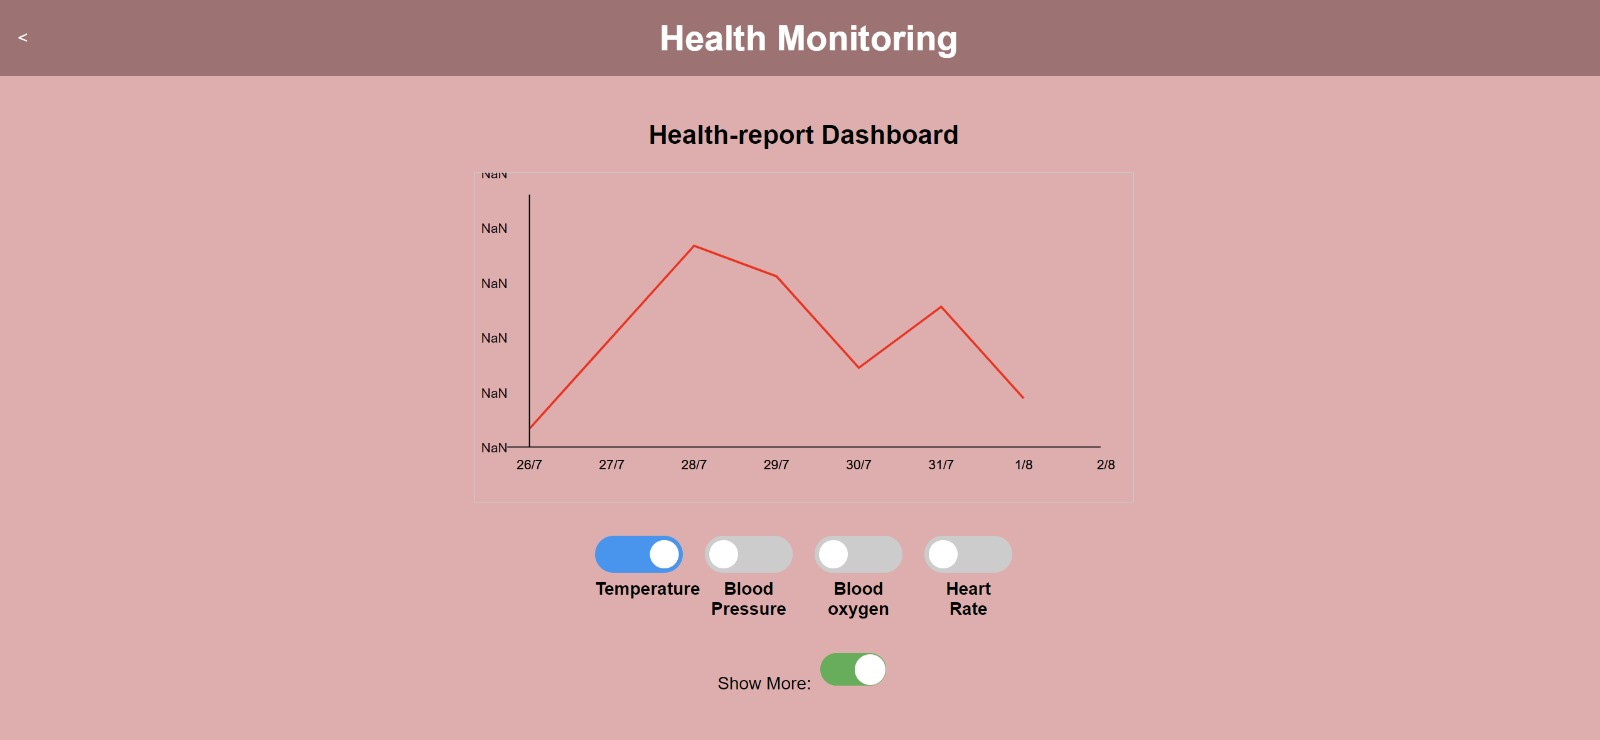 <
Health Monitoring
Health-report Dashboard
NaN
NaN
NaN
NaN
NaN
NaN
26/7 27/7 28/7 29/7 30/7 31/7 1/8 2/8
Temperature
Blood
Pressure
Blood
oxygen
Heart
Rate
Show More: